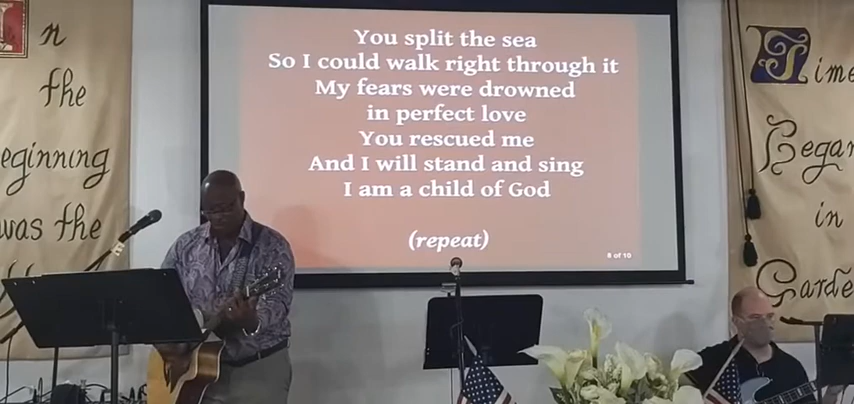 In
the
eginning
was
the
You split the sea
So I could walk right through it
My fears were drowned
in perfect love
You rescued me
And I will stand and sing
I am a child of God
(repeat)
8 of 10
Time
Began
in
Garde